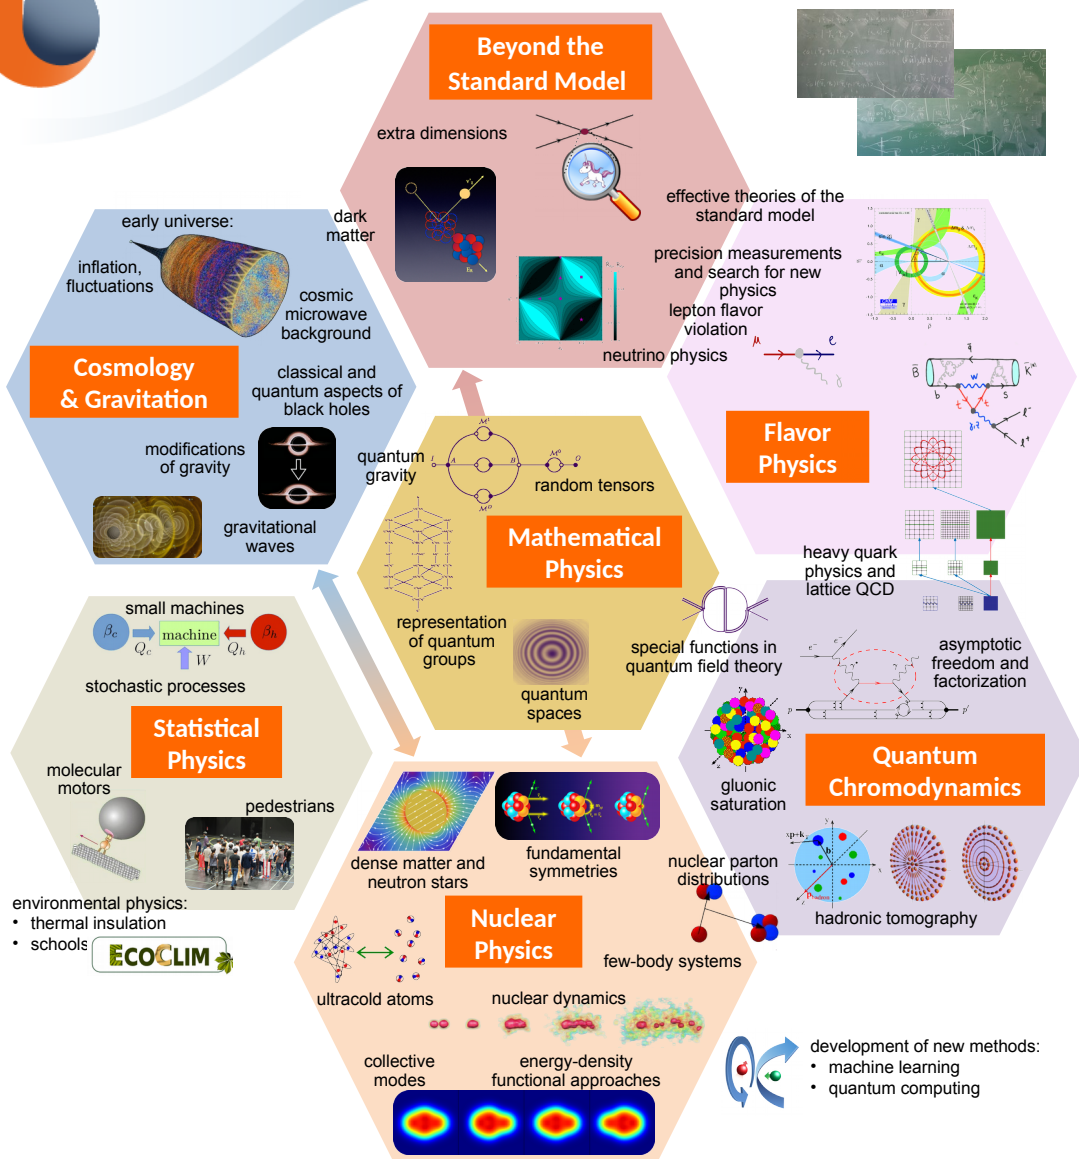 Beyond the
Standard Model
extra dimensions
dark
matter
effective theories of the
standard model
precision measurements
and search for new
physics
lepton flavor
violation
neutrino physics
early universe:
inflation,
fluctuations
cosmic
microwave
background
Cosmology
& Gravitation
classical and
quantum aspects of
black holes
modifications
of gravity
gravitational
waves
quantum
gravity
random tensors
Mathematical
Physics
representation
of quantum
groups
quantum
spaces
special functions in
quantum field theory
Flavor
Physics
heavy quark
physics and
lattice QCD
small machines
βc
machine
βh
Qc
W
Qh
stochastic processes
Statistical
Physics
molecular
motors
pedestrians
environmental physics:
• thermal insulation
• schools
ECOCLIM
asymptotic
freedom and
factorization
Quantum
Chromodynamics
gluonic
saturation
nuclear parton
distributions
hadronic tomography
dense matter and
neutron stars
fundamental
symmetries
Nuclear
Physics
few-body systems
ultracold atoms
nuclear dynamics
collective
modes
energy-density
functional approaches
development of new methods:
• machine learning
• quantum computing